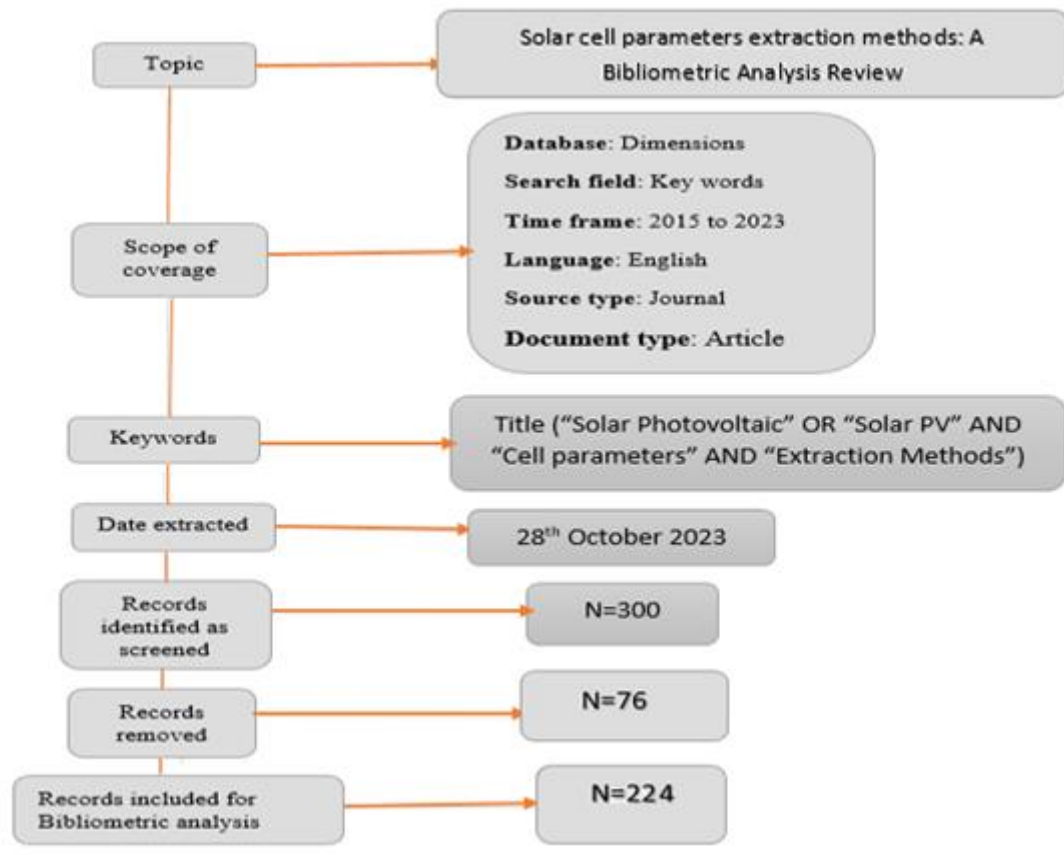 Topic
Solar cell parameters extraction methods: A
Bibliometric Analysis Review
Scope of
coverage
Database: Dimensions
Search field: Key words
Time frame: 2015 to 2023
Language: English
Source type: Journal
Document type: Article
Keywords
Title (“Solar Photovoltaic” OR “Solar PV” AND
“Cell parameters” AND “Extraction Methods”)
Date extracted
28th October 2023
Records
identified as
screened
N=300
Records
removed
N=76
Records included for
Bibliometric analysis
N=224